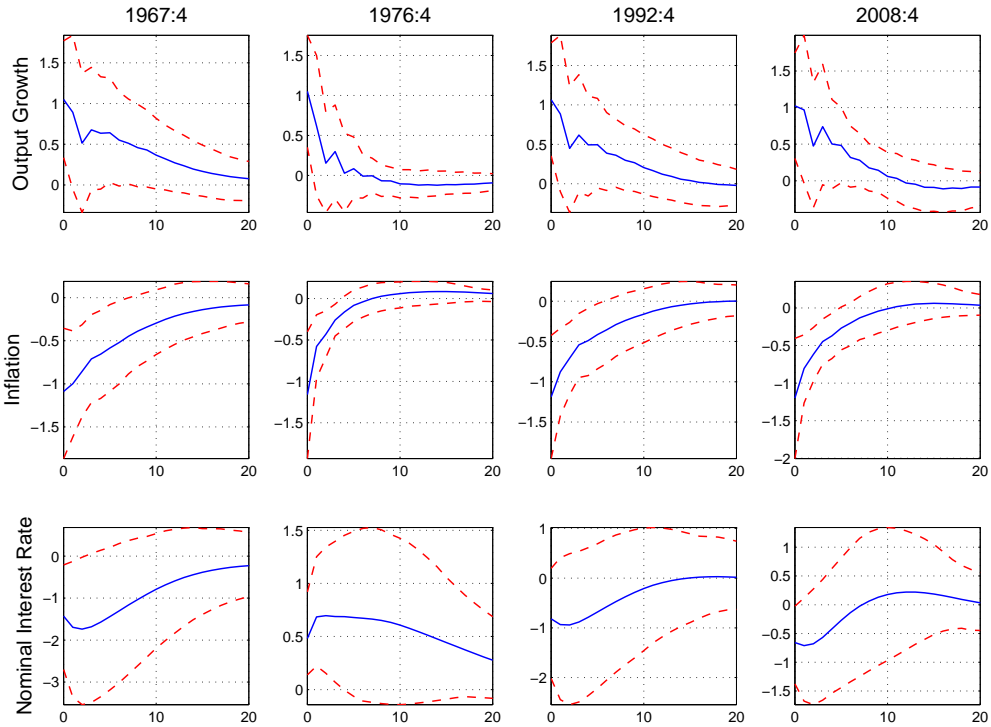 1967:4 1976:4 1992:4 2008:4
Output Growth
1.5 1.5 1.5 1.5
1 1 1 1
0.5 0.5 0.5 0.5
0 0 0 0
0 10 20 0 10 20 0 10 20 0 10 20
Inflation
0 0 0 0
−0.5 −0.5 −0.5 −0.5
−1 −1 −1 −1
−1.5 −1.5 −1.5 −1.5
−2
0 10 20 0 10 20 0 10 20 0 10 20
Nominal Interest Rate
0 1.5 1 1
−1 1 0 0.5
−2 0.5 −1 0
−3 0 −2 −0.5
−1
−1.5
0 10 20 0 10 20 0 10 20 0 10 20